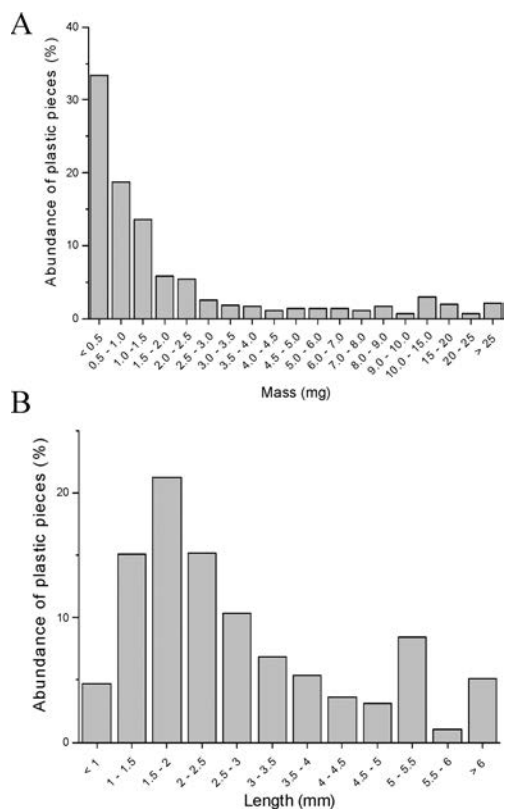 A
Abundance of plastic pieces (%)
40
30
20
10
0
< 0.5
0.5 - 1.0
1.0 -1.5
1.5 - 2.0
2.0 - 2.5
2.5 - 3.0
3.0 - 3.5
3.5 - 4.0
4.0 - 4.5
4.5 - 5.0
5.0 - 6.0
6.0 - 7.0
7.0 - 8.0
8.0 - 9.0
9.0 - 10.0
10.0 - 15.0
15 - 20
20 - 25
> 25
Mass (mg)
B
Abundance of plastic pieces (%)
20
10
0
< 1
1 - 1.5
1.5 - 2
2 - 2.5
2.5 - 3
3 - 3.5
3.5 - 4
4 - 4.5
4.5 - 5
5 - 5.5
5.5 - 6
> 6
Length (mm)